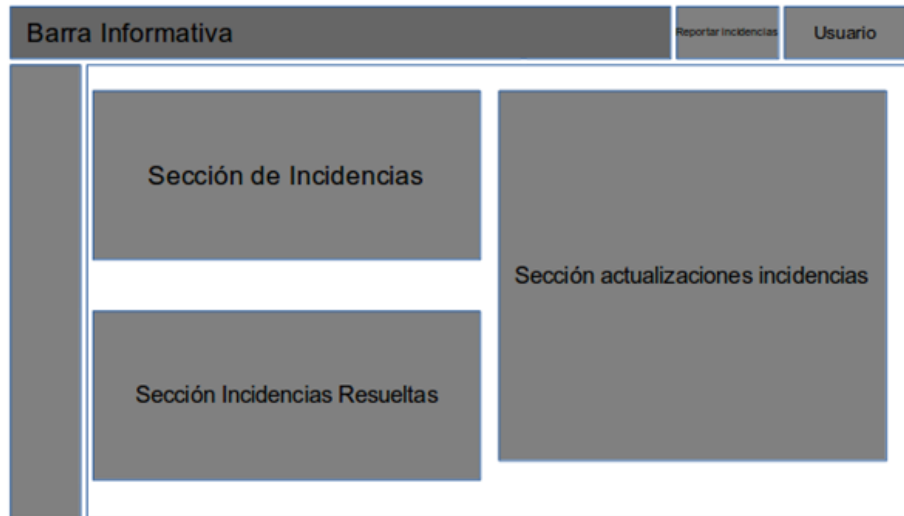 Barra Informativa
Reportar Incidencias
Usuario
Sección de Incidencias
Sección actualizaciones incidencias
Sección Incidencias Resueltas